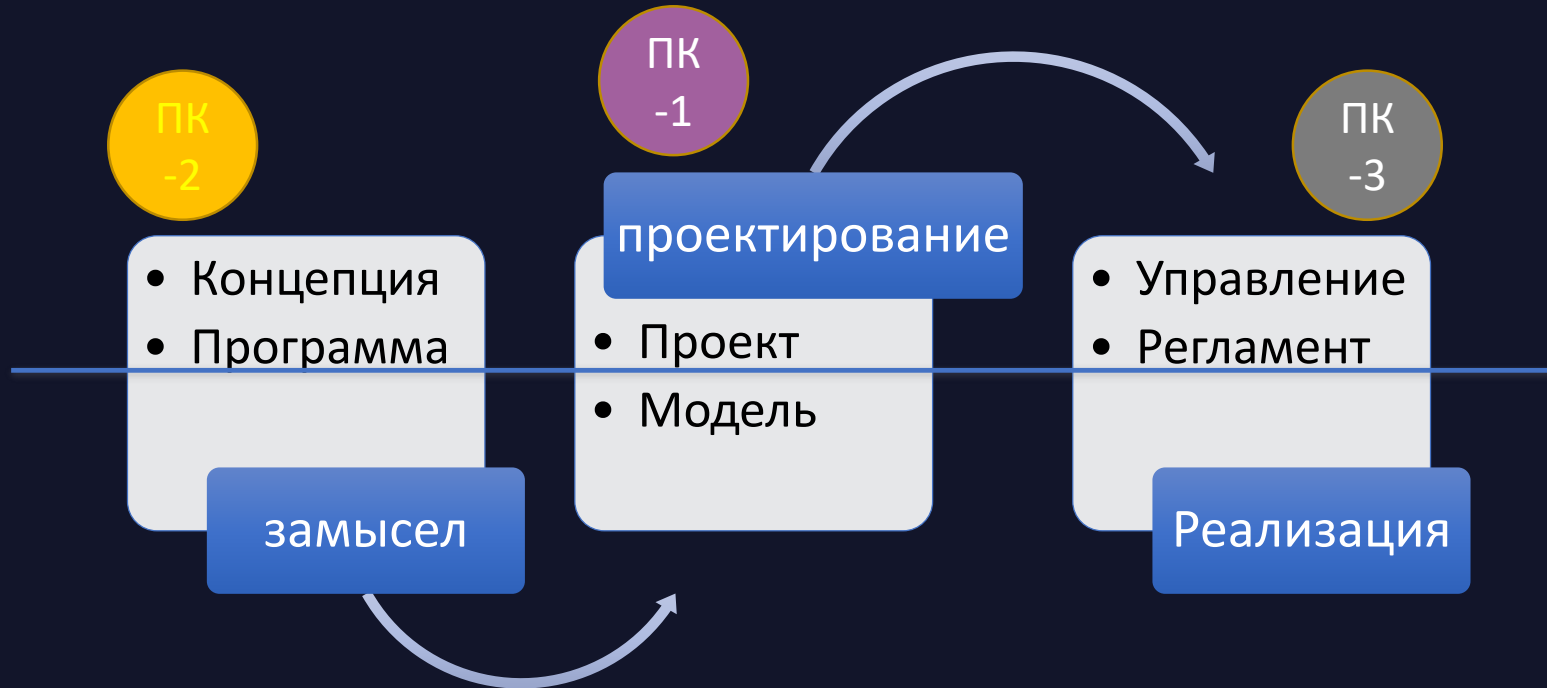 ПК
-2
• Концепция
• Программа
замысел
ПК
-1
проектирование
• Проект
• Модель
ПК
-3
• Управление
• Регламент
Реализация